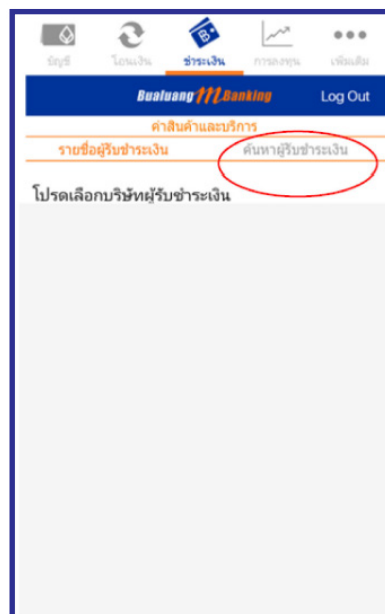 บัญชี โอนเงิน ชำระเงิน การลงทุน เพิ่มเติม
Bualuang mBanking Log Out
ค่าสินค้าและบริการ
รายชื่อผู้รับชำระเงิน ค้นหาผู้รับชำระเงิน
โปรดเลือกบริษัทผู้รับชำระเงิน